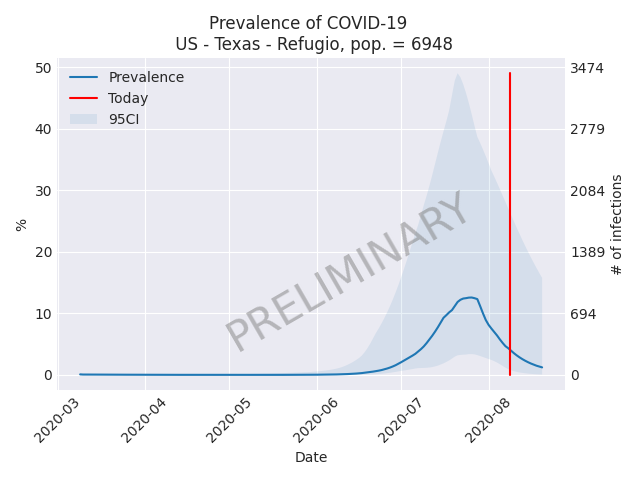 Prevalence of COVID-19
US - Texas - Refugio, pop. = 6948
Prevalence
Today
95CI
PRELIMINARY
50
40
30
20
10
0
%
3474
2779
2084
1389
694
0
# of infections
2020-03
2020-04
2020-05
2020-06
2020-07
2020-08
Date